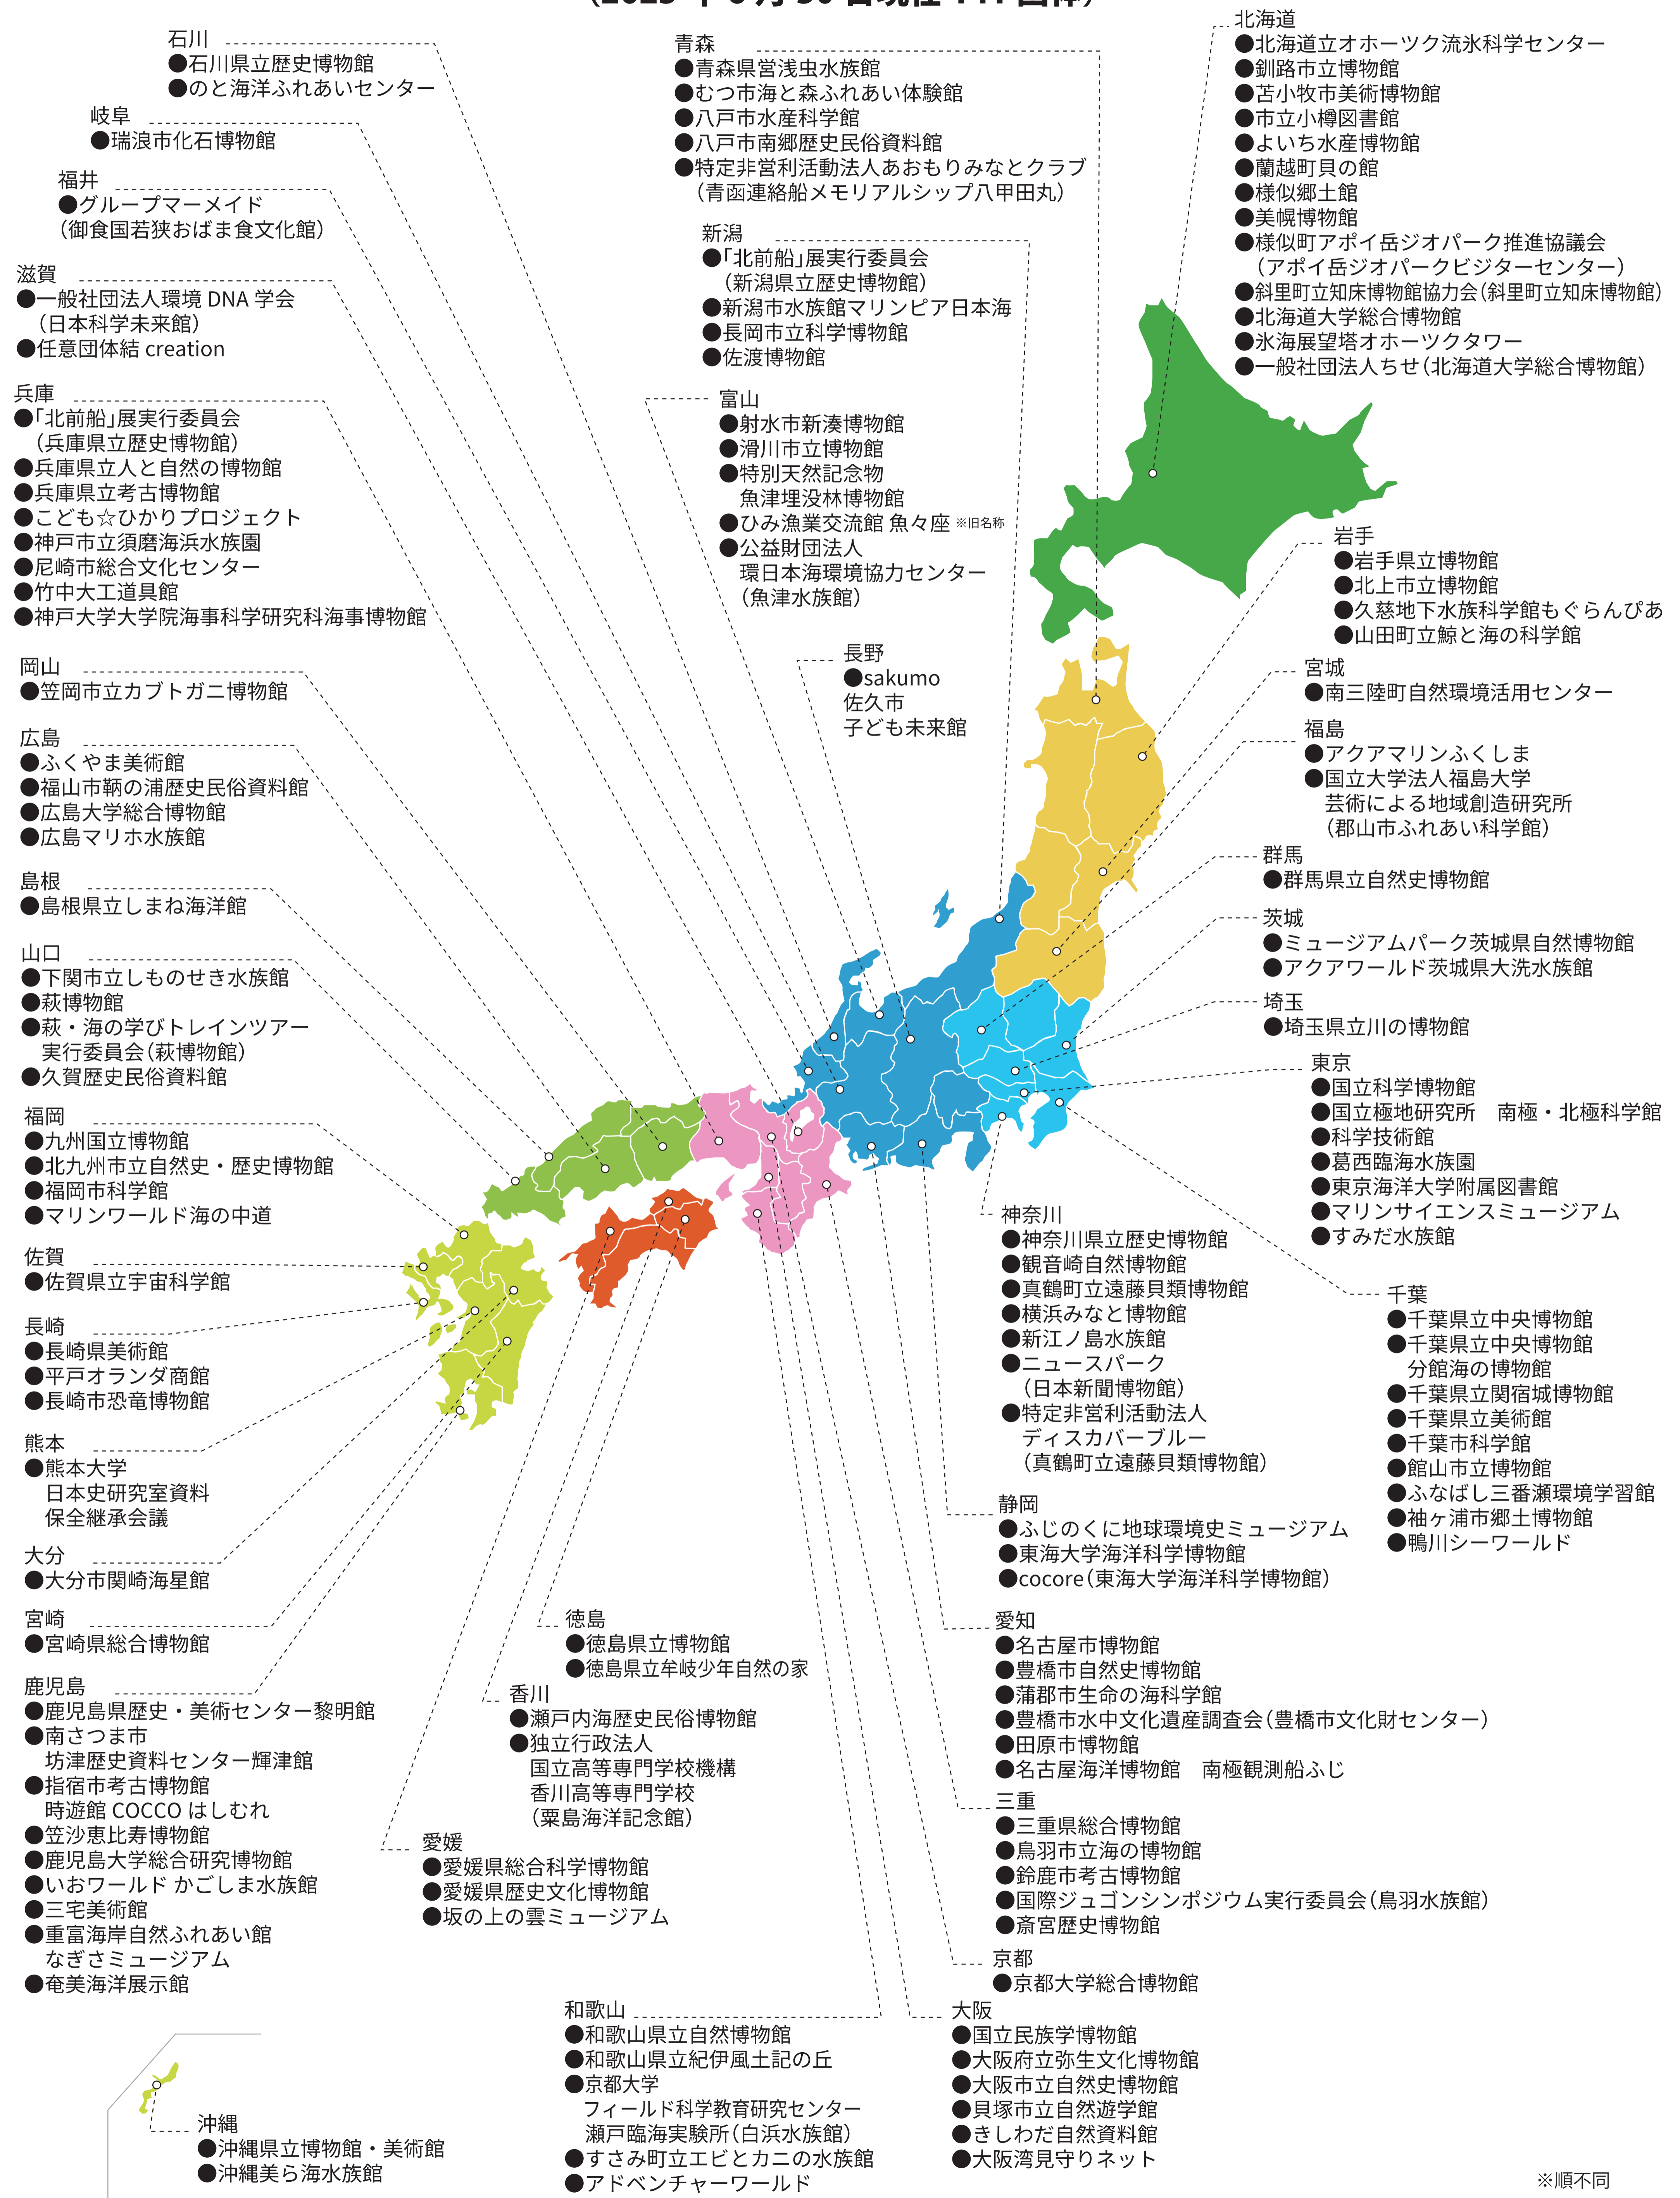 石川
●石川県立歴史博物館
●のと海洋ふれあいセンター
岐阜
●瑞浪市化石博物館
福井
●グループマーメイド
（御食国若狭おばま食文化館）
滋賀
●一般社団法人環境 DNA 学会
（日本科学未来館）
●任意団体結 creation
兵庫
●「北前船」展実行委員会
（兵庫県立歴史博物館）
●兵庫県立人と自然の博物館
●兵庫県立考古博物館
●こども☆ひかりプロジェクト
●神戸市立須磨海浜水族園
●尼崎市総合文化センター
●竹中大工道具館
●神戸大学大学院海事科学研究科海事博物館
岡山
●笠岡市立カブトガニ博物館
広島
●ふくやま美術館
●福山市鞆の浦歴史民俗資料館
●広島大学総合博物館
●広島マリホ水族館
島根
●島根県立しまね海洋館
山口
●下関市立しものせき水族館
●萩博物館
●萩・海の学びトレインツアー
実行委員会（萩博物館）
●久賀歴史民俗資料館
福岡
●九州国立博物館
●北九州市立自然史・歴史博物館
●福岡市科学館
●マリンワールド海の中道
佐賀
●佐賀県立宇宙科学館
長崎
●長崎県美術館
●平戸オランダ商館
●長崎市恐竜博物館
熊本
●熊本大学
日本史研究室資料
保全継承会議
大分
●大分市関崎海星館
宮崎
●宮崎県総合博物館
鹿児島
●鹿児島県歴史・美術センター黎明館
●南さつま市
坊津歴史資料センター輝津館
●指宿市考古博物館
時遊館 COCCO はしむれ
●笠沙恵比寿博物館
●鹿児島大学総合研究博物館
●いおワールド かごしま水族館
●三宅美術館
●重富海岸自然ふれあい館
なぎさミュージアム
●奄美海洋展示館
沖縄
●沖縄県立博物館・美術館
●沖縄美ら海水族館
青森
●青森県営浅虫水族館
●むつ市海と森ふれあい体験館
●八戸市水産科学館
●八戸市南郷歴史民俗資料館
●特定非営利活動法人あおもりみなとクラブ
（青函連絡船メモリアルシップ八甲田丸）
新潟
●「北前船」展実行委員会
（新潟県立歴史博物館）
●新潟市水族館マリンピア日本海
●長岡市立科学博物館
●佐渡博物館
富山
●射水市新湊博物館
●滑川市立博物館
●特別天然記念物
魚津埋没林博物館
●ひみ漁業交流館 魚々座 ※旧名称
●公益財団法人
環日本海環境協力センター
（魚津水族館）
長野
●sakumo
佐久市
子ども未来館
北海道
●北海道立オホーツク流氷科学センター
●釧路市立博物館
●苫小牧市美術博物館
●市立小樽図書館
●よいち水産博物館
●蘭越町貝の館
●様似郷土館
●美幌博物館
●様似町アポイ岳ジオパーク推進協議会
（アポイ岳ジオパークビジターセンター）
●斜里町立知床博物館協力会（斜里町立知床博物館）
●北海道大学総合博物館
●氷海展望塔オホーツクタワー
●一般社団法人ちせ（北海道大学総合博物館）
岩手
●岩手県立博物館
●北上市立博物館
●久慈地下水族科学館もぐらんぴあ
●山田町立鯨と海の科学館
宮城
●南三陸町自然環境活用センター
福島
●アクアマリンふくしま
●国立大学法人福島大学
芸術による地域創造研究所
（郡山市ふれあい科学館）
群馬
●群馬県立自然史博物館
茨城
●ミュージアムパーク茨城県自然博物館
●アクアワールド茨城県大洗水族館
埼玉
●埼玉県立川の博物館
東京
●国立科学博物館
●国立極地研究所　南極・北極科学館
●科学技術館
●葛西臨海水族園
●東京海洋大学附属図書館
●マリンサイエンスミュージアム
●すみだ水族館
神奈川
●神奈川県立歴史博物館
●観音崎自然博物館
●真鶴町立遠藤貝類博物館
●横浜みなと博物館
●新江ノ島水族館
●ニュースパーク
（日本新聞博物館）
●特定非営利活動法人
ディスカバーブルー
（真鶴町立遠藤貝類博物館）
千葉
●千葉県立中央博物館
●千葉県立中央博物館
分館海の博物館
●千葉県立関宿城博物館
●千葉県立美術館
●千葉市科学館
●館山市立博物館
●ふなばし三番瀬環境学習館
●袖ヶ浦市郷土博物館
●鴨川シーワールド
静岡
●ふじのくに地球環境史ミュージアム
●東海大学海洋科学博物館
●cocore（東海大学海洋科学博物館）
愛知
●名古屋市博物館
●豊橋市自然史博物館
●蒲郡市生命の海科学館
●豊橋市水中文化遺産調査会（豊橋市文化財センター）
●田原市博物館
●名古屋海洋博物館　南極観測船ふじ
三重
●三重県総合博物館
●鳥羽市立海の博物館
●鈴鹿市考古博物館
●国際ジュゴンシンポジウム実行委員会（鳥羽水族館）
●斎宮歴史博物館
京都
●京都大学総合博物館
大阪
●国立民族学博物館
●大阪府立弥生文化博物館
●大阪市立自然史博物館
●貝塚市立自然遊学館
●きしわだ自然資料館
●大阪湾見守りネット
徳島
●徳島県立博物館
●徳島県立牟岐少年自然の家
香川
●瀬戸内海歴史民俗博物館
●独立行政法人
国立高等専門学校機構
香川高等専門学校
（粟島海洋記念館）
愛媛
●愛媛県総合科学博物館
●愛媛県歴史文化博物館
●坂の上の雲ミュージアム
和歌山
●和歌山県立自然博物館
●和歌山県立紀伊風土記の丘
●京都大学
フィールド科学教育研究センター
瀬戸臨海実験所（白浜水族館）
●すさみ町立エビとカニの水族館
●アドベンチャーワールド
※順不同